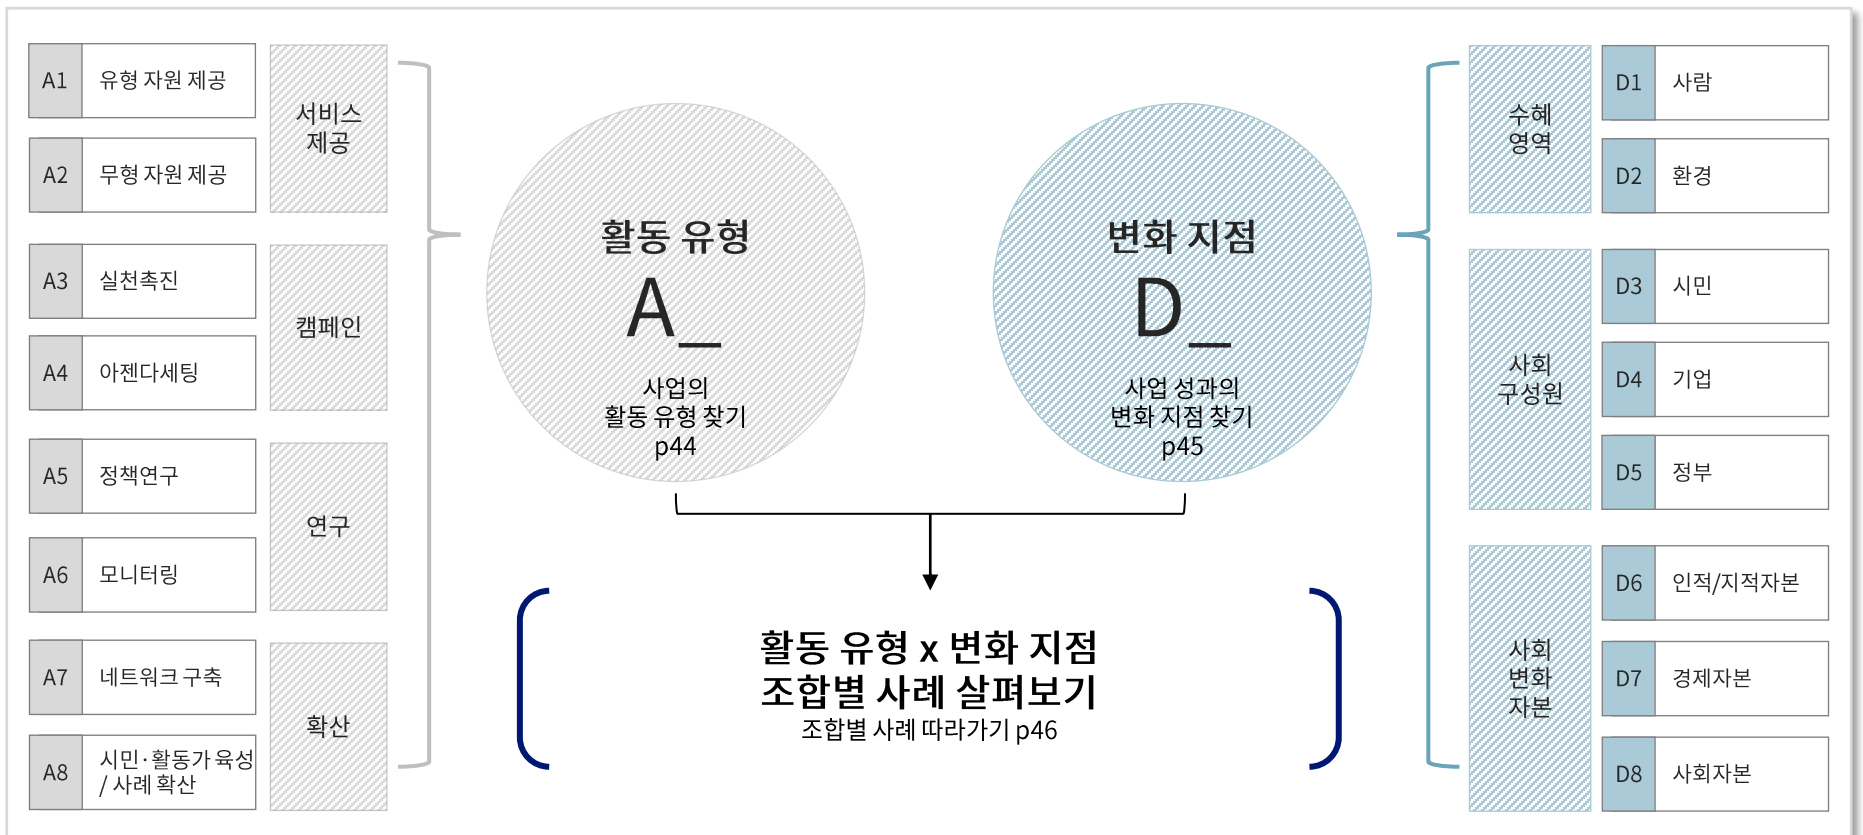 A1 유형 자원 제공
A2 무형 자원 제공
서비스
제공
A3 실천촉진
A4 아젠다세팅
캠페인
A5 정책연구
A6 모니터링
연구
A7 네트워크 구축
A8 시민·활동가 육성
/ 사례 확산
확산
활동 유형
A_
사업의
활동 유형 찾기
p44
변화 지점
D_
사업 성과의
변화 지점 찾기
p45
활동 유형 x 변화 지점
조합별 사례 살펴보기
조합별 사례 따라가기 p46
수혜
영역
D1 사람
D2 환경
사회
구성원
D3 시민
D4 기업
D5 정부
사회
변화
자본
D6 인적/지적자본
D7 경제자본
D8 사회자본